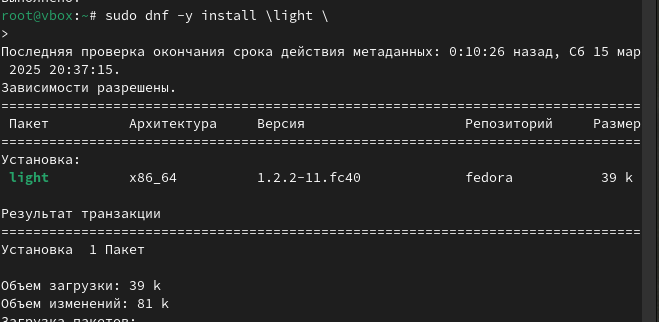 root@vbox:~# sudo dnf -y install \light \
>
Последняя проверка окончания срока действия метаданных: 0:10:26 назад, Сб 15 мар
2025 20:37:15.
Зависимости разрешены.
================================================================================
Пакет Архитектура Версия Репозиторий Размер
================================================================================
Установка:
light x86_64 1.2.2-11.fc40 fedora 39 k
Результат транзакции
================================================================================
Установка 1 Пакет
Объем загрузки: 39 k
Объем изменений: 81 k
Загрузка пакетов: